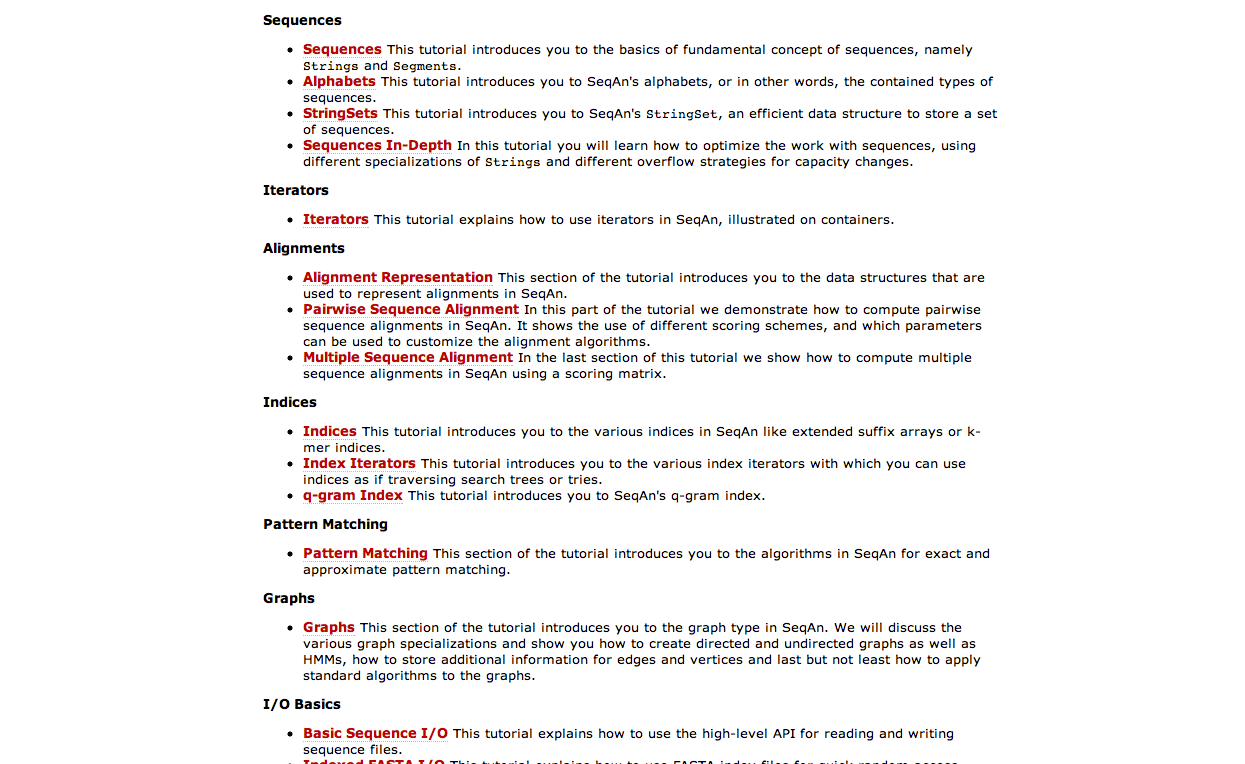 Sequences
Sequences This tutorial introduces you to the basics of fundamental concept of sequences, namely
Strings and Segments.
Alphabets This tutorial introduces you to SeqAn's alphabets, or in other words, the contained types of
sequences.
StringSets This tutorial introduces you to SeqAn's StringSet, an efficient data structure to store a set
of sequences.
Sequences In-Depth In this tutorial you will learn how to optimize the work with sequences, using
different specializations of Strings and different overflow strategies for capacity changes.
Iterators
Iterators This tutorial explains how to use iterators in SeqAn, illustrated on containers.
Alignments
Alignment Representation This section of the tutorial introduces you to the data structures that are
used to represent alignments in SeqAn.
Pairwise Sequence Alignment In this part of the tutorial we demonstrate how to compute pairwise
sequence alignments in SeqAn. It shows the use of different scoring schemes, and which parameters
can be used to customize the alignment algorithms.
Multiple Sequence Alignment In the last section of this tutorial we show how to compute multiple
sequence alignments in SeqAn using a scoring matrix.
Indices
Indices This tutorial introduces you to the various indices in SeqAn like extended suffix arrays or k-
mer indices.
Index Iterators This tutorial introduces you to the various index iterators with which you can use
indices as if traversing search trees or tries.
q-gram Index This tutorial introduces you to SeqAn's q-gram index.
Pattern Matching
Pattern Matching This section of the tutorial introduces you to the algorithms in SeqAn for exact and
approximate pattern matching.
Graphs
Graphs This section of the tutorial introduces you to the graph type in SeqAn. We will discuss the
various graph specializations and show you how to create directed and undirected graphs as well as
HMMs, how to store additional information for edges and vertices and last but not least how to apply
standard algorithms to the graphs.
I/O Basics
Basic Sequence I/O This tutorial explains how to use the high-level API for reading and writing
sequence files.
Indexed FASTA I/O This tutorial explains how to use FASTA index files for quick random access